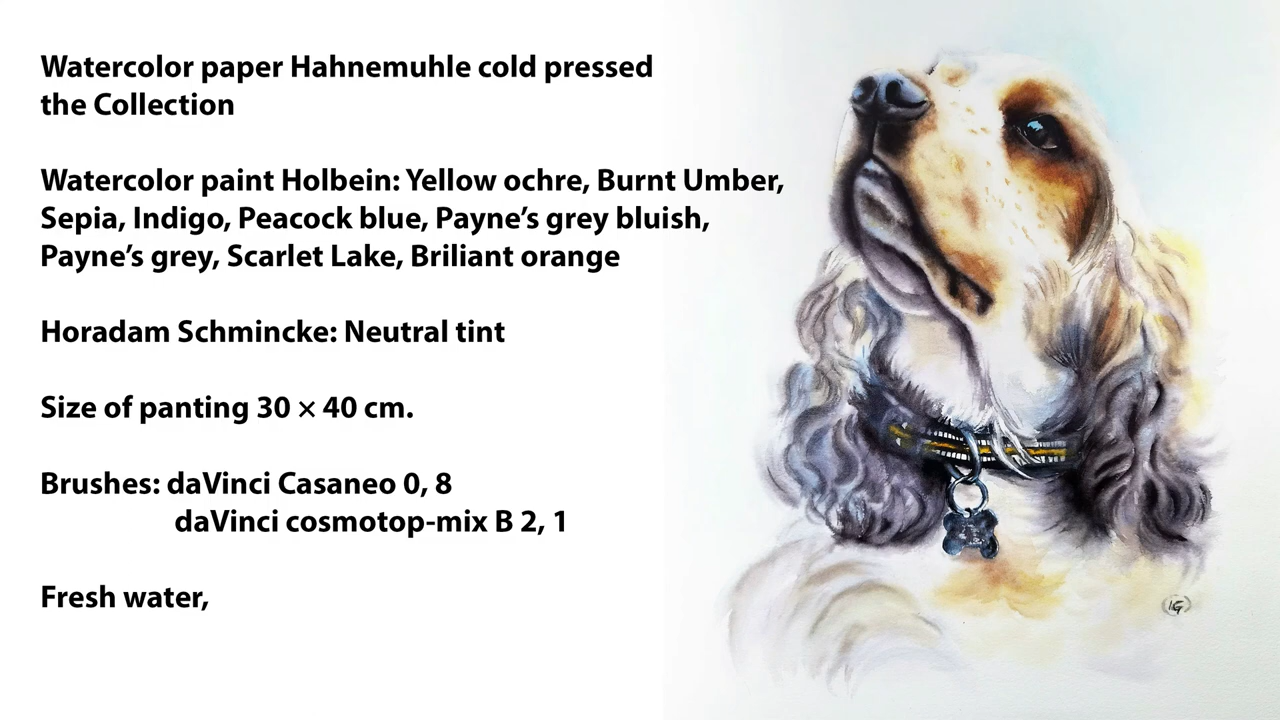 Watercolor paper Hahnemuhle cold pressed
the Collection
Watercolor paint Holbein: Yellow ochre, Burnt Umber,
Sepia, Indigo, Peacock blue, Payne’s grey bluish,
Payne’s grey, Scarlet Lake, Briliant orange
Horadam Schmincke: Neutral tint
Size of panting 30 × 40 cm.
Brushes: daVinci Casaneo 0, 8
daVinci cosmotop-mix B 2, 1
Fresh water,
IG